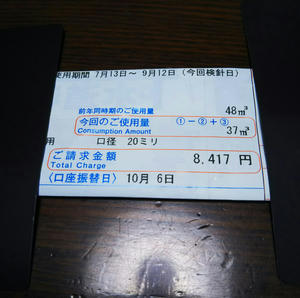 使用期間 7月13日〜 9月12日 (今回検針日)
前年同時期のご使用量 48m³
今回のご使用量 ①-②+③
Consumption Amount 37m³
用 口径 20ミリ
ご請求金額 8,417 円
Total Charge
〈口座振替日〉 10月 6日